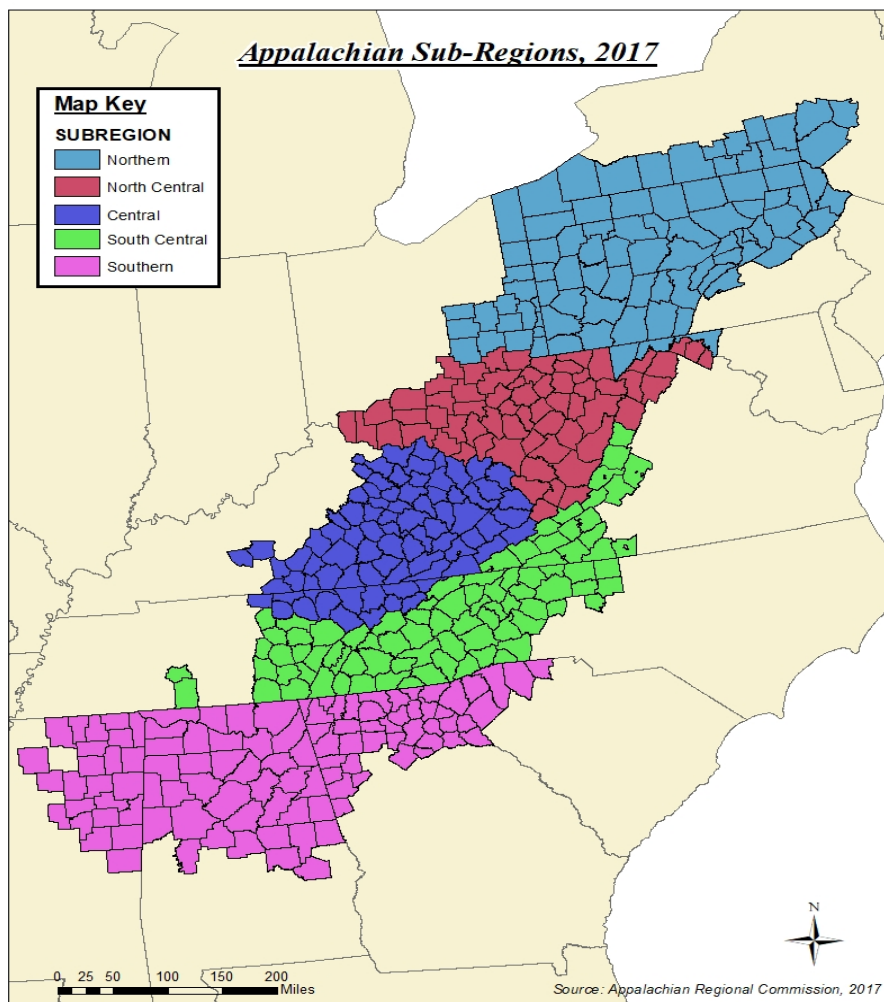 Appalachian Sub-Regions, 2017
Map Key
SUBREGION
Northern
North Central
Central
South Central
Southern
N
0 25 50 100 150 200
Miles
Source: Appalachian Regional Commission, 2017